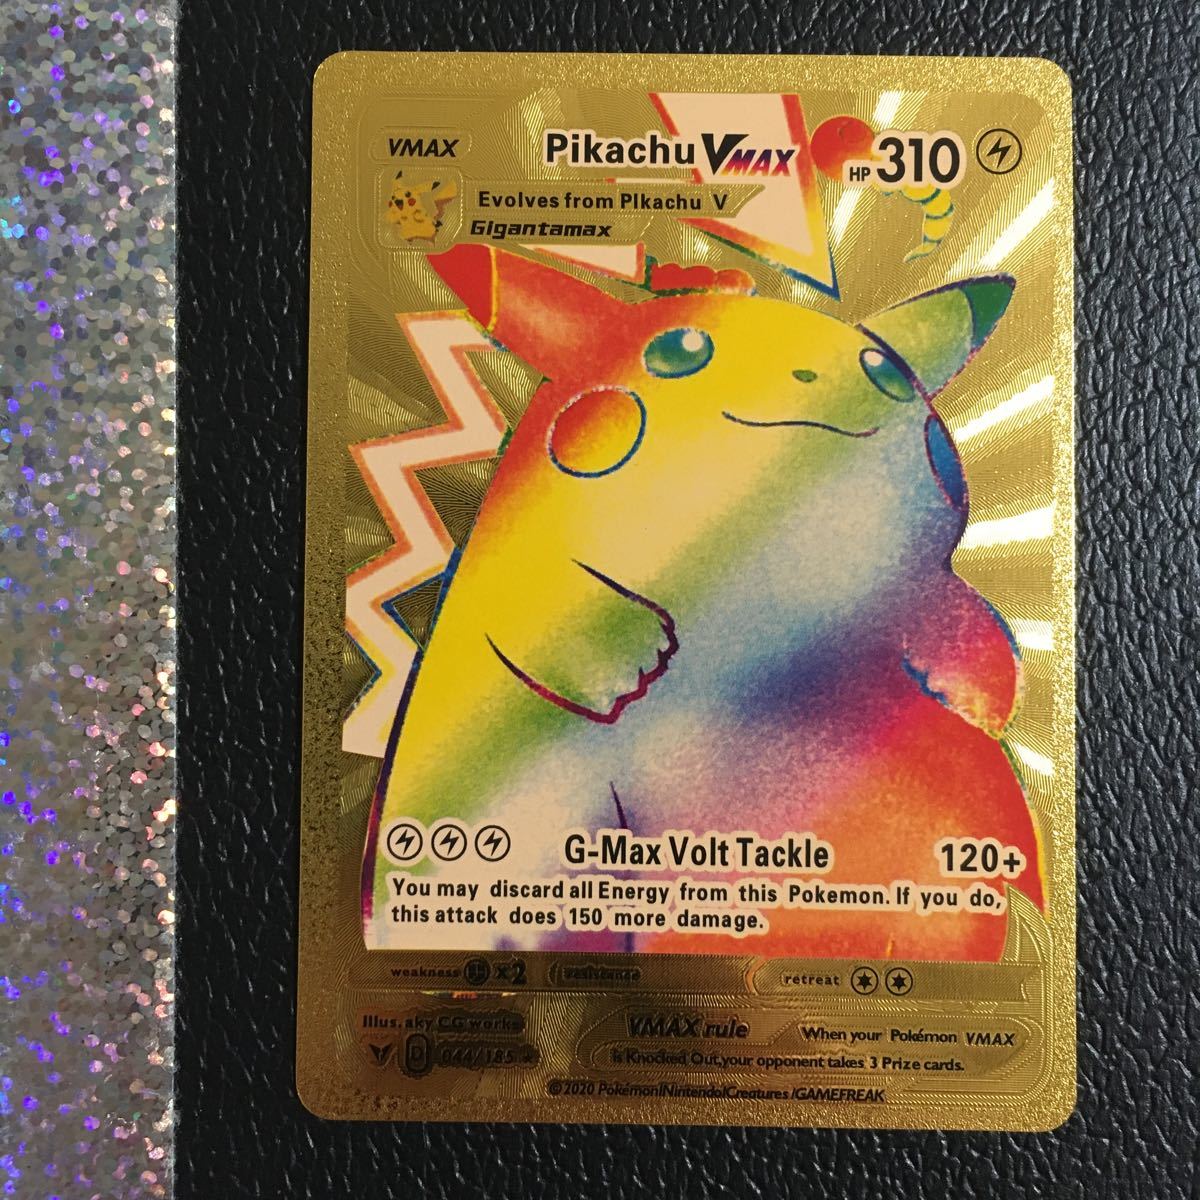 VMAX
Pikachu VMAX
HP 310
Evolves from PIkachu V
Gigantamax
G-Max Volt Tackle 120+
You may discard all Energy from this Pokemon. If you do,
this attack does 150 more damage.
weakness x2 resistance retreat
Illus. aky CG works
VMAX rule When your Pokémon VMAX
is Knocked Out,your opponent takes 3 Prize cards.
D 044/185
©2020 Pokémon/Nintendo/Creatures /GAMEFREAK